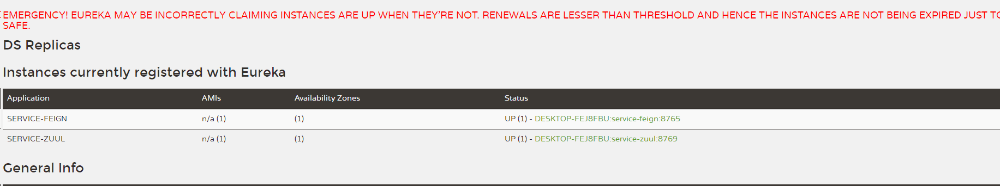 EMERGENCY! EUREKA MAY BE INCORRECTLY CLAIMING INSTANCES ARE UP WHEN THEY'RE NOT. RENEWALS ARE LESSER THAN THRESHOLD AND HENCE THE INSTANCES ARE NOT BEING EXPIRED JUST TO
SAFE.
DS Replicas
Instances currently registered with Eureka
Application AMIs Availability Zones Status
SERVICE-FEIGN n/a (1) (1) UP (1) - DESKTOP-FEJ8FBU:service-feign:8765
SERVICE-ZUUL n/a (1) (1) UP (1) - DESKTOP-FEJ8FBU:service-zuul:8769
General Info